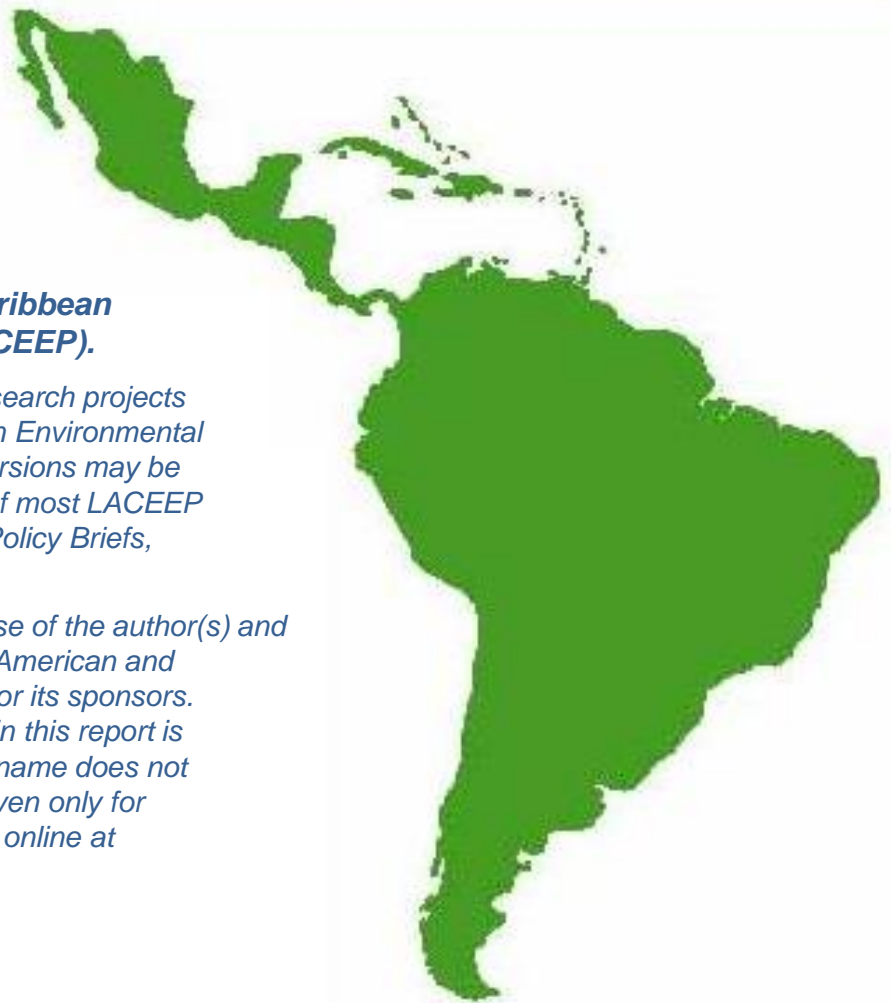 ribbean
CEEP).
search projects
n Environmental
rsions may be
f most LACEEP
Policy Briefs,
se of the author(s) and
American and
or its sponsors.
in this report is
name does not
ven only for
online at